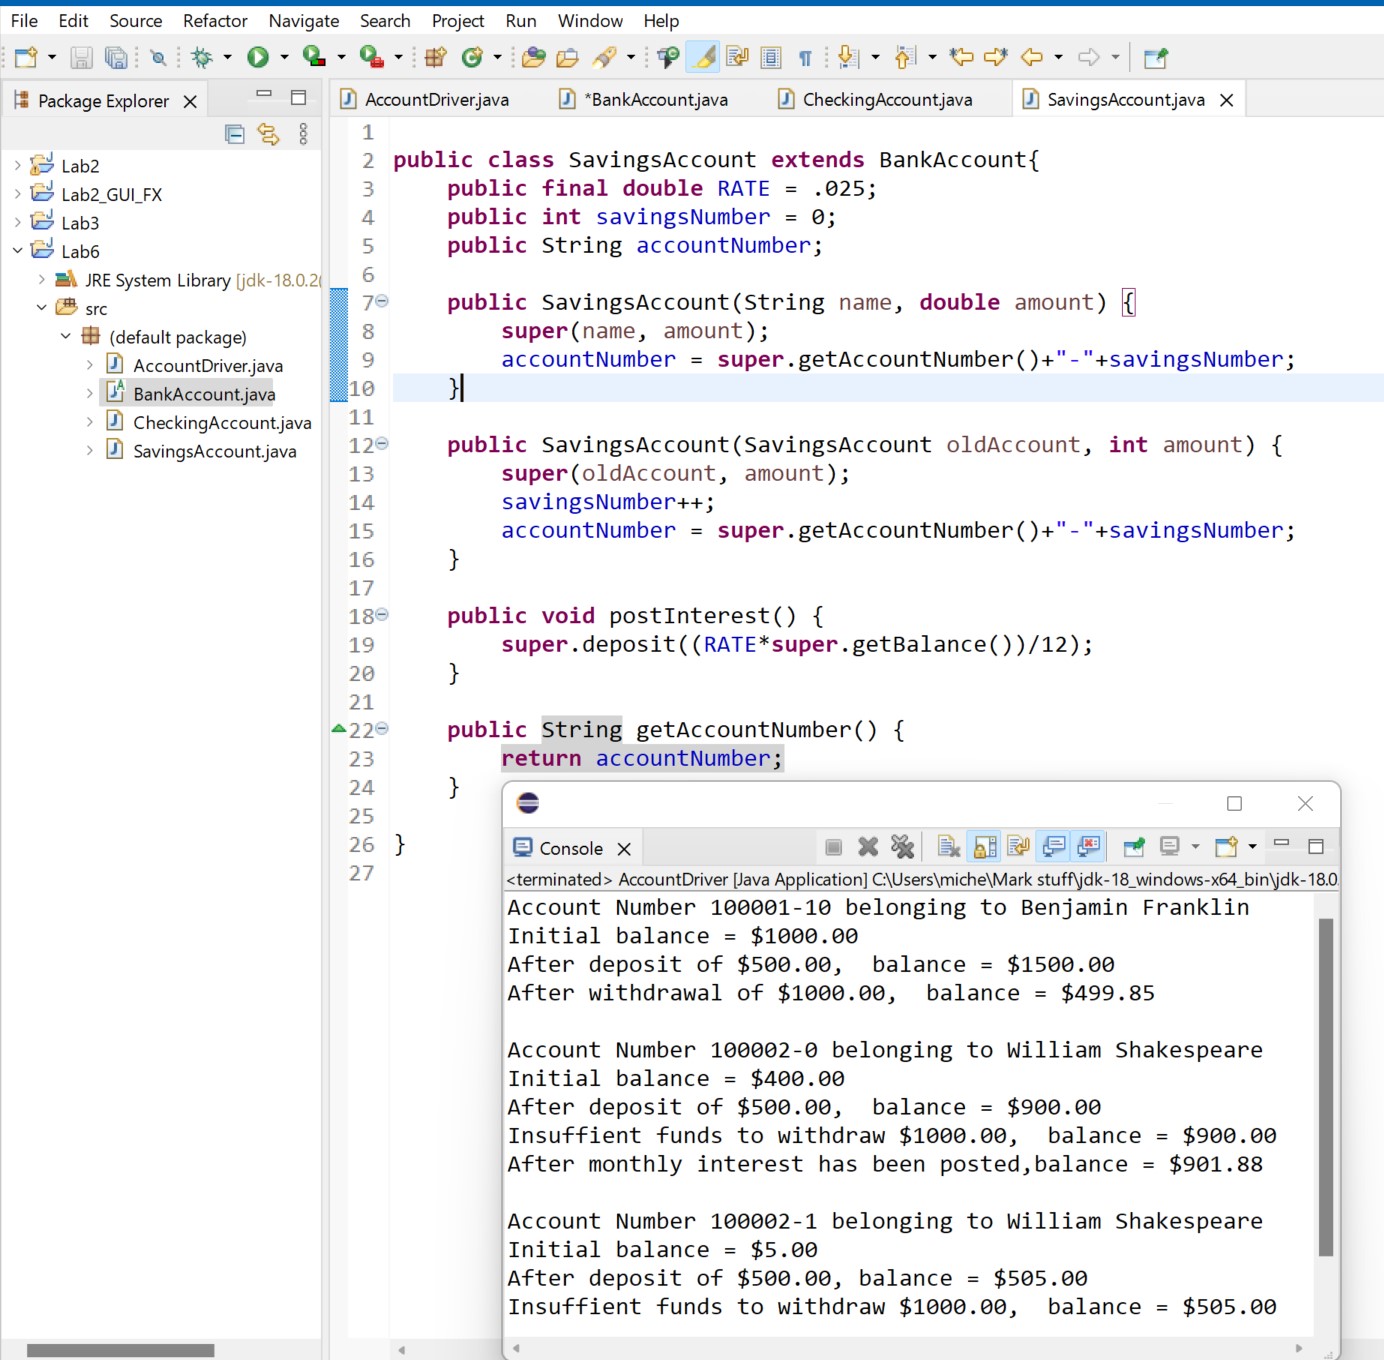 File Edit Source Refactor Navigate Search Project Run Window Help
Package Explorer
Lab2
Lab2_GUI_FX
Lab3
Lab6
JRE System Library [jdk-18.0.2(
src
(default package)
AccountDriver.java
BankAccount.java
CheckingAccount.java
SavingsAccount.java
AccountDriver.java *BankAccount.java CheckingAccount.java SavingsAccount.java
1
2 public class SavingsAccount extends BankAccount{
3 public final double RATE = .025;
4 public int savingsNumber = 0;
5 public String accountNumber;
6
7 public SavingsAccount(String name, double amount) {
8 super(name, amount);
9 accountNumber = super.getAccountNumber()+"-"+savingsNumber;
10 }
11
12 public SavingsAccount(SavingsAccount oldAccount, int amount) {
13 super(oldAccount, amount);
14 savingsNumber++;
15 accountNumber = super.getAccountNumber()+"-"+savingsNumber;
16 }
17
18 public void postInterest() {
19 super.deposit((RATE*super.getBalance())/12);
20 }
21
22 public String getAccountNumber() {
23 return accountNumber;
24 }
25
26 }
27
Console
<terminated> AccountDriver [Java Application] C:\Users\miche\Mark stuff\jdk-18_windows-x64_bin\jdk-18.0
Account Number 100001-10 belonging to Benjamin Franklin
Initial balance = $1000.00
After deposit of $500.00,  balance = $1500.00
After withdrawal of $1000.00,  balance = $499.85
Account Number 100002-0 belonging to William Shakespeare
Initial balance = $400.00
After deposit of $500.00,  balance = $900.00
Insuffient funds to withdraw $1000.00,  balance = $900.00
After monthly interest has been posted,balance = $901.88
Account Number 100002-1 belonging to William Shakespeare
Initial balance = $5.00
After deposit of $500.00, balance = $505.00
Insuffient funds to withdraw $1000.00,  balance = $505.00